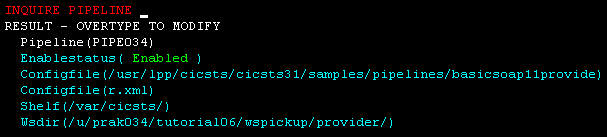 INQUIRE PIPELINE
RESULT - OVERTYPE TO MODIFY
Pipeline(PIPE034)
Enablestatus( Enabled )
Configfile(/usr/lpp/cicsts/cicsts31/samples/pipelines/basicsoap11provide)
Configfile(r.xml)
Shelf(/var/cicsts/)
Wsdir(/u/prak034/tutorial06/wspickup/provider/)